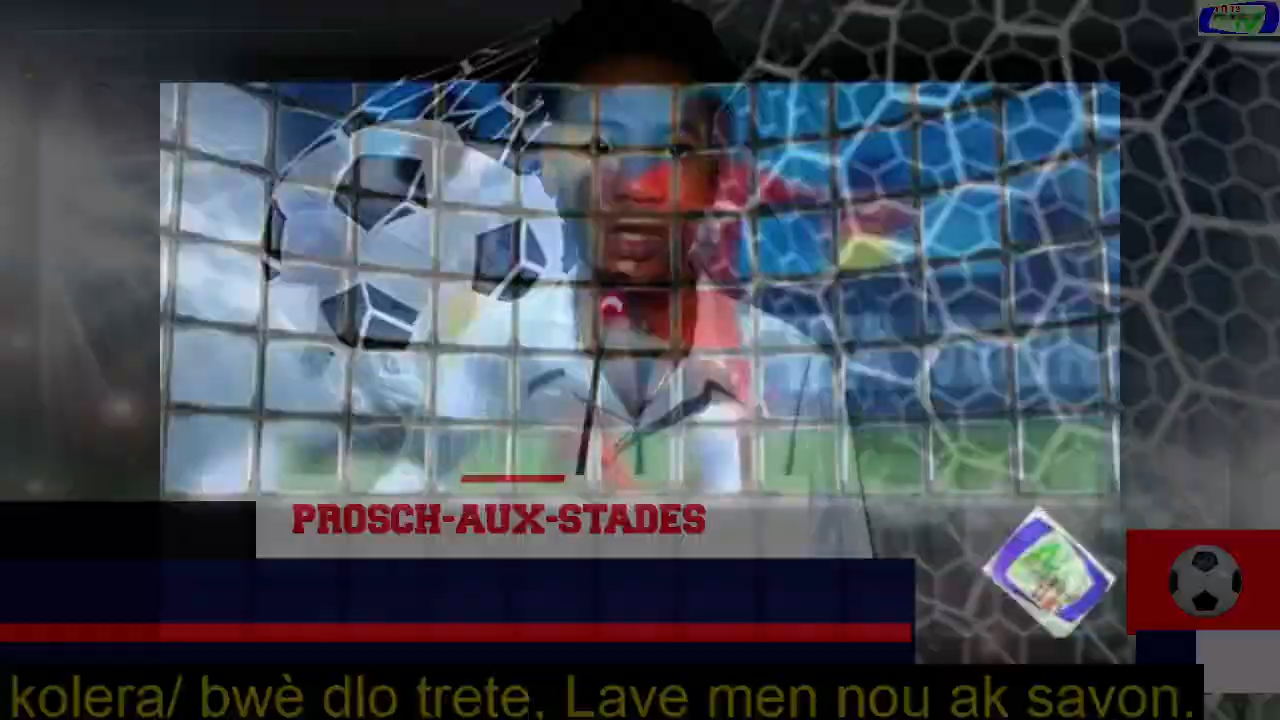 PROSCH-AUX-STADES
kolera/ bwè dlo trete, Lave men nou ak savon.